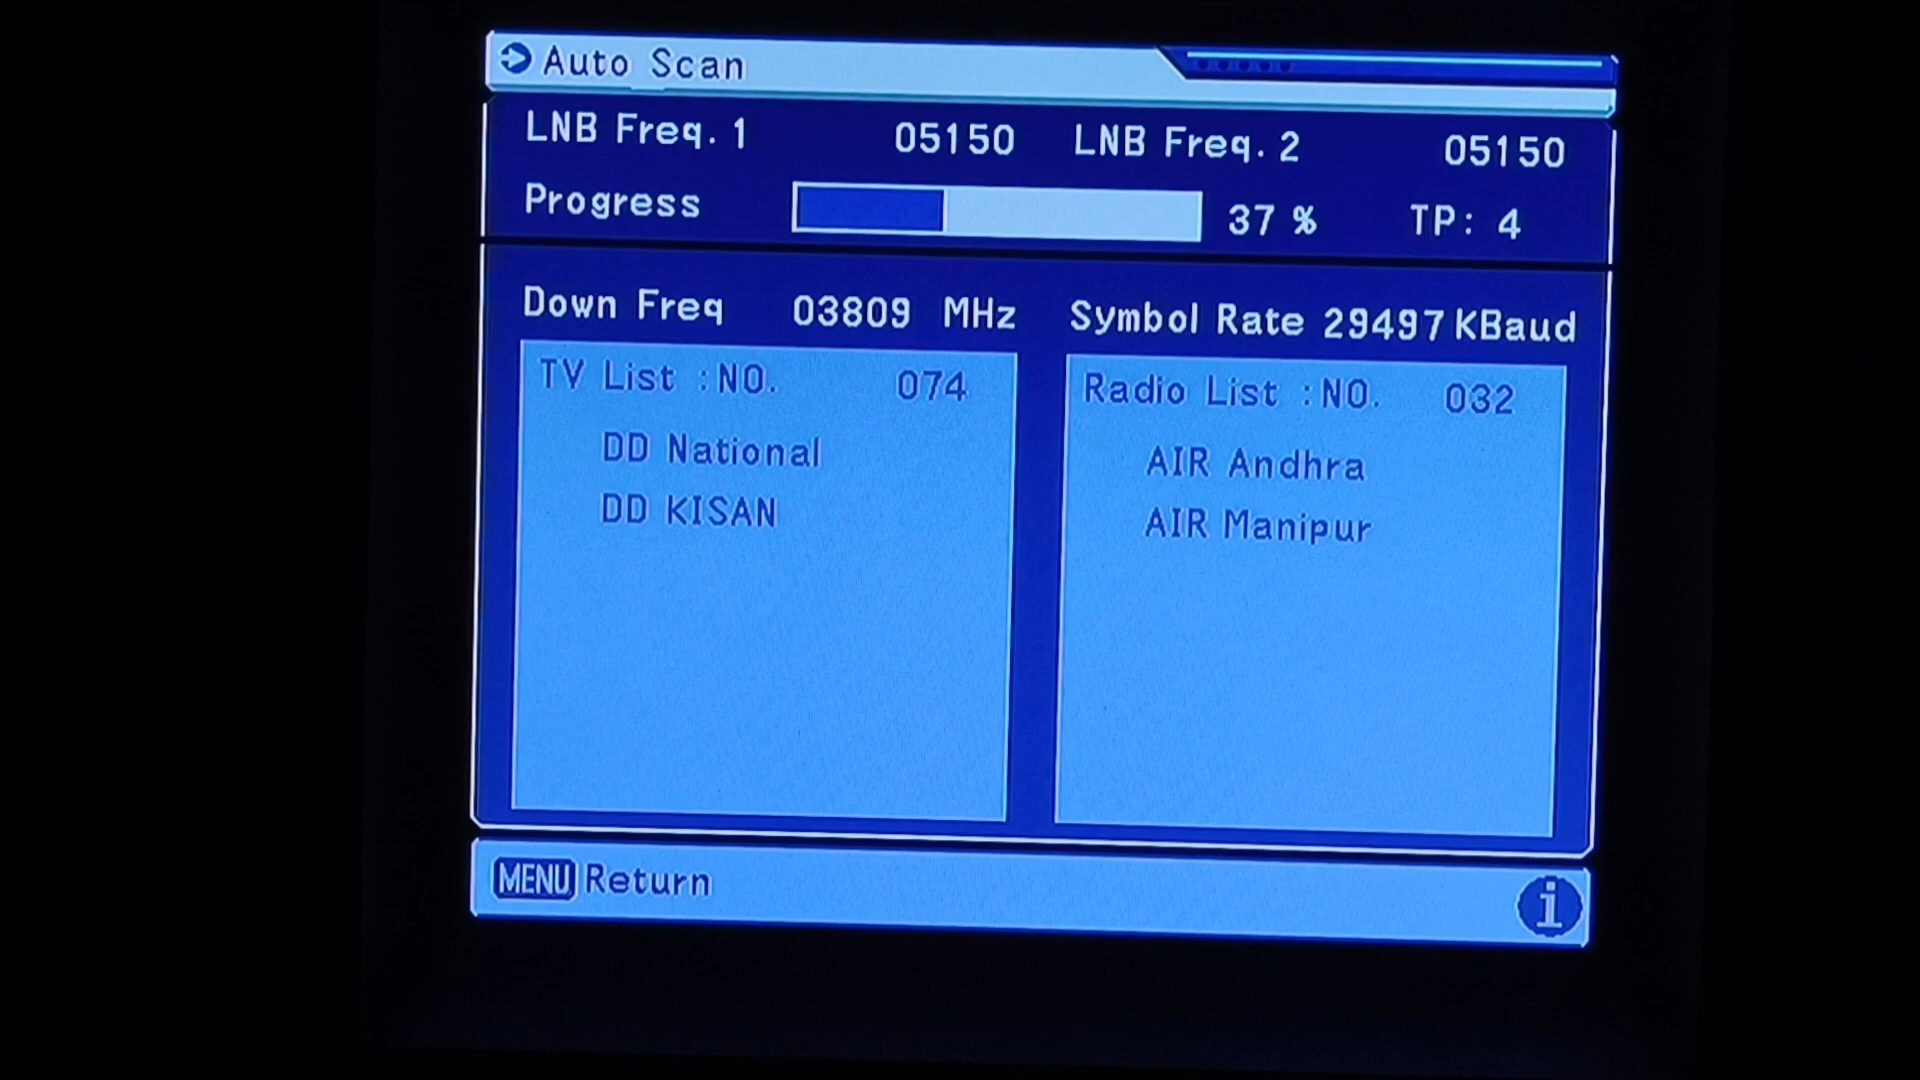 Auto Scan
LNB Freq. 1 05150 LNB Freq. 2 05150
Progress 37 % TP: 4
Down Freq 03809 MHz Symbol Rate 29497 KBaud
TV List :NO. 074 Radio List :NO. 032
DD National AIR Andhra
DD KISAN AIR Manipur
MENU Return i